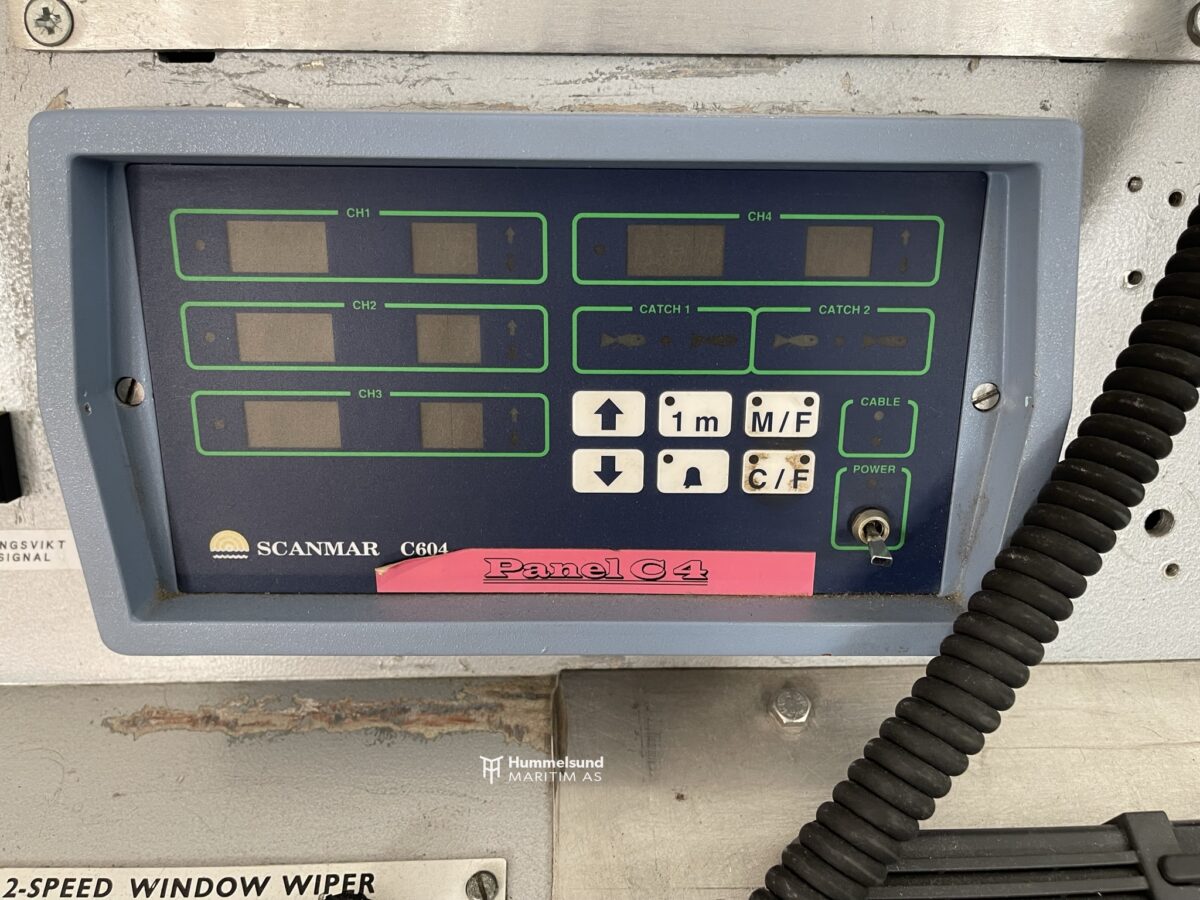 CH1
CH4
CH2
CATCH 1
CATCH 2
CH3
1 m
M/F
CABLE
C/F
POWER
SCANMAR C604
Panel C4
NGSVIKT
SIGNAL
Hummelsund
MARITIM AS
2-SPEED WINDOW WIPER